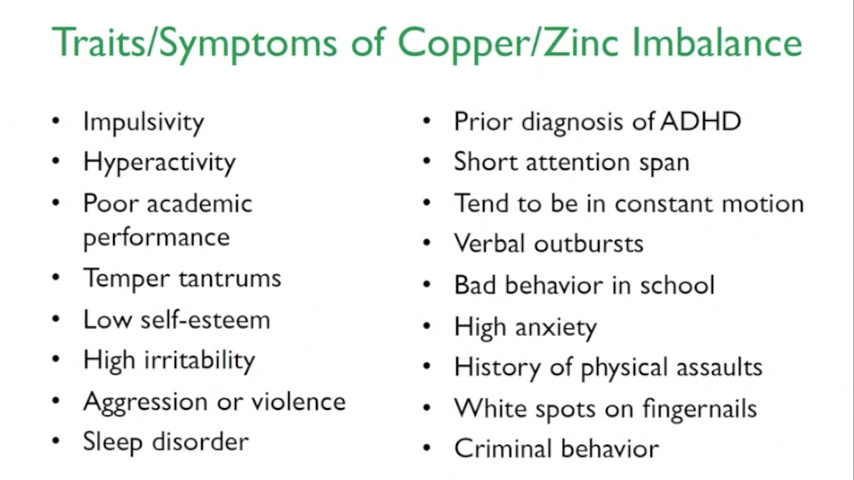 Traits/Symptoms of Copper/Zinc Imbalance
• Impulsivity
• Hyperactivity
• Poor academic
performance
• Temper tantrums
• Low self-esteem
• High irritability
• Aggression or violence
• Sleep disorder
• Prior diagnosis of ADHD
• Short attention span
• Tend to be in constant motion
• Verbal outbursts
• Bad behavior in school
• High anxiety
• History of physical assaults
• White spots on fingernails
• Criminal behavior